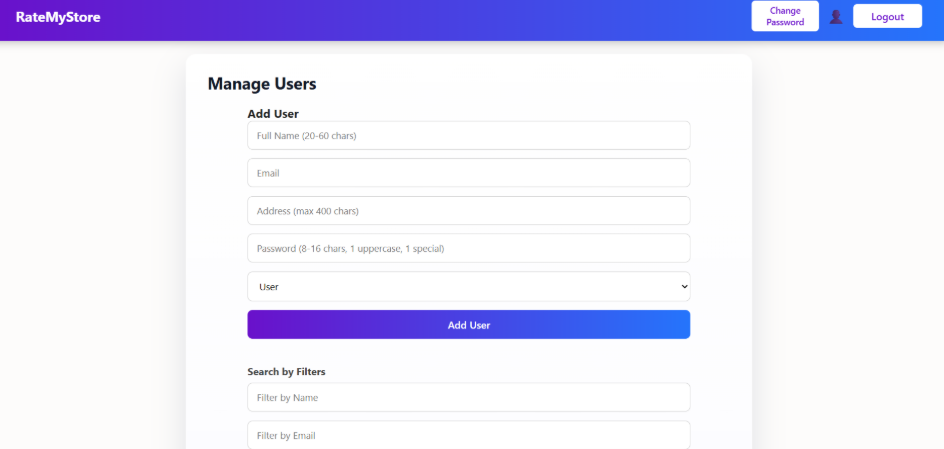 RateMyStore
Change
Password
Logout
Manage Users
Add User
Full Name (20-60 chars)
Email
Address (max 400 chars)
Password (8-16 chars, 1 uppercase, 1 special)
User
Add User
Search by Filters
Filter by Name
Filter by Email